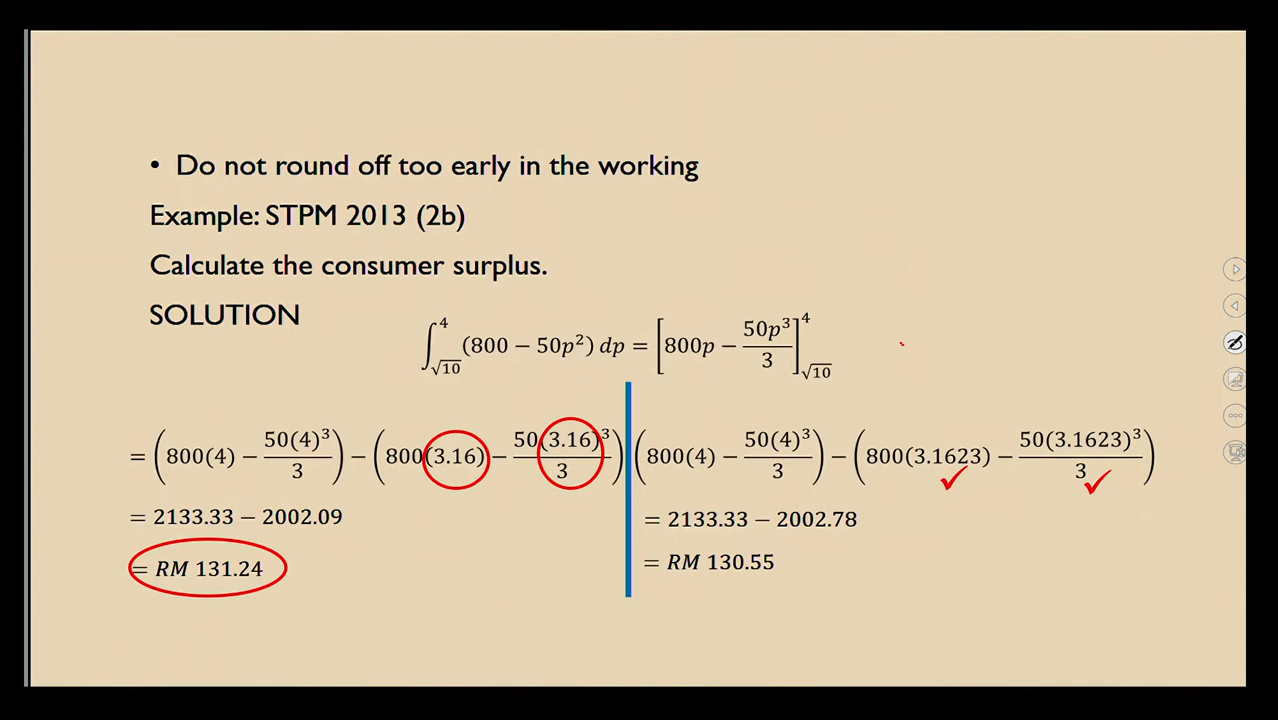 • Do not round off too early in the working
Example: STPM 2013 (2b)
Calculate the consumer surplus.
SOLUTION
∫_{√10}^{4} (800 − 50p²) dp = [800p − 50p³/3]_{√10}^{4}
= (800(4) − 50(4)³/3) − (800(3.16) − 50(3.16)³/3)
= 2133.33 − 2002.09
= RM 131.24
(800(4) − 50(4)³/3) − (800(3.1623) − 50(3.1623)³/3)
= 2133.33 − 2002.78
= RM 130.55